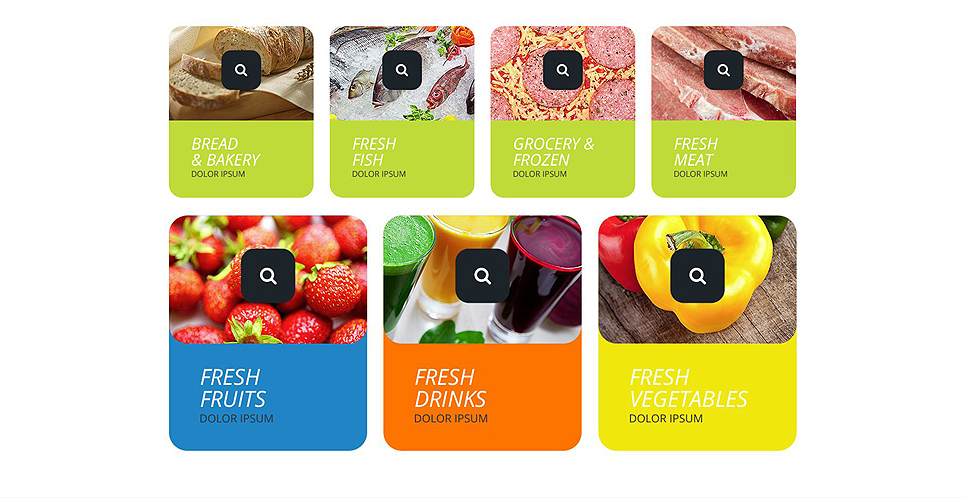 BREAD
& BAKERY
DOLOR IPSUM
FRESH
FISH
DOLOR IPSUM
GROCERY &
FROZEN
DOLOR IPSUM
FRESH
MEAT
DOLOR IPSUM
FRESH
FRUITS
DOLOR IPSUM
FRESH
DRINKS
DOLOR IPSUM
FRESH
VEGETABLES
DOLOR IPSUM